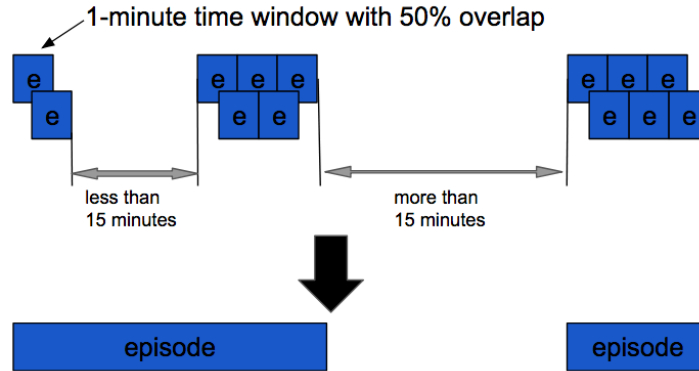 1-minute time window with 50% overlap
e e e e e e e
e e e e e e
less than
15 minutes
more than
15 minutes
episode episode